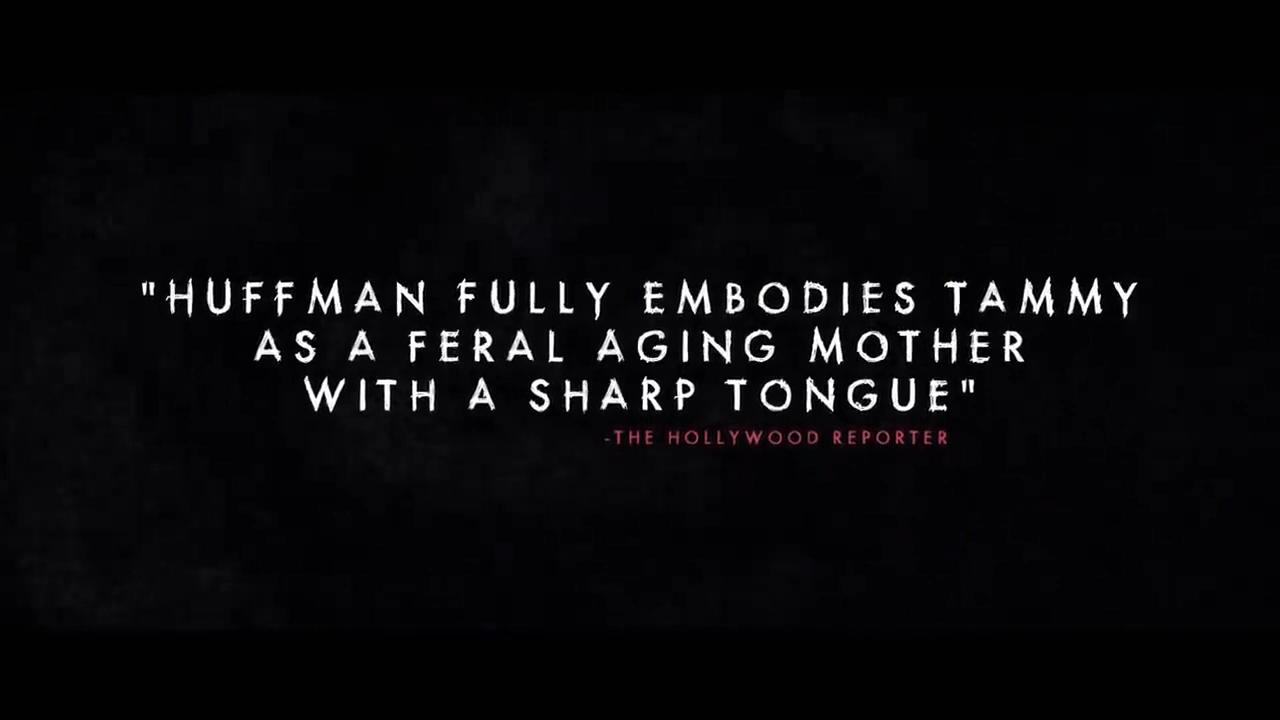 "HUFFMAN FULLY EMBODIES TAMMY
AS A FERAL AGING MOTHER
WITH A SHARP TONGUE"
-THE HOLLYWOOD REPORTER